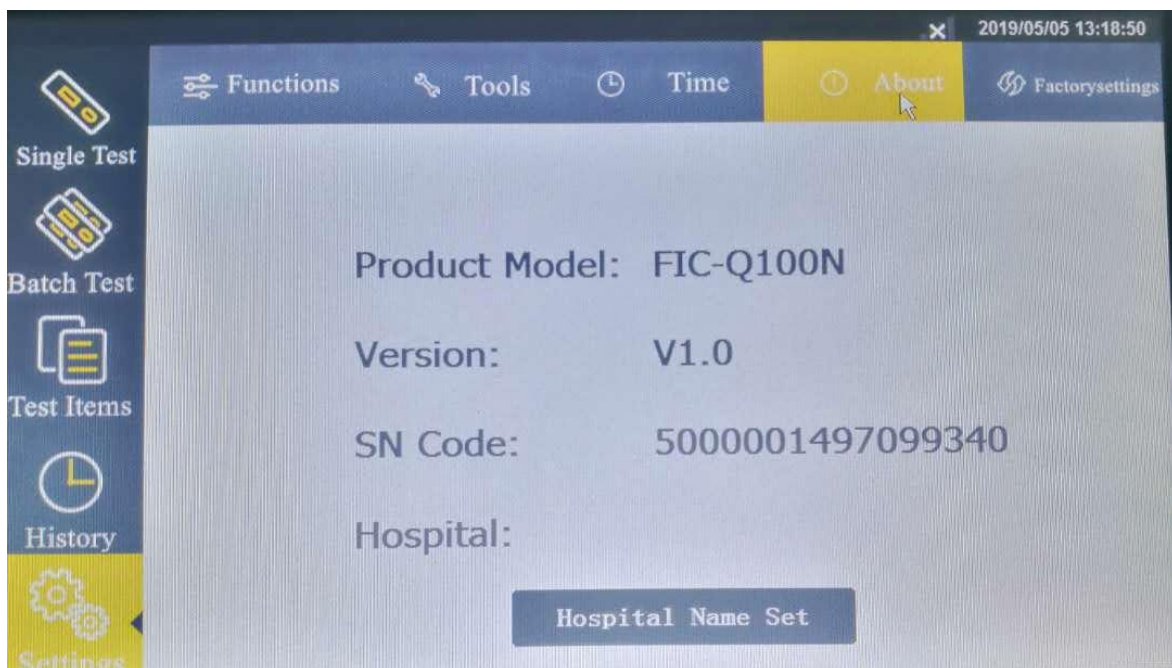 2019/05/05 13:18:50
Functions
Tools
Time
About
Factorysettings
Single Test
Batch Test
Test Items
History
Settings
Product Model: FIC-Q100N
Version: V1.0
SN Code: 5000001497099340
Hospital:
Hospital Name Set